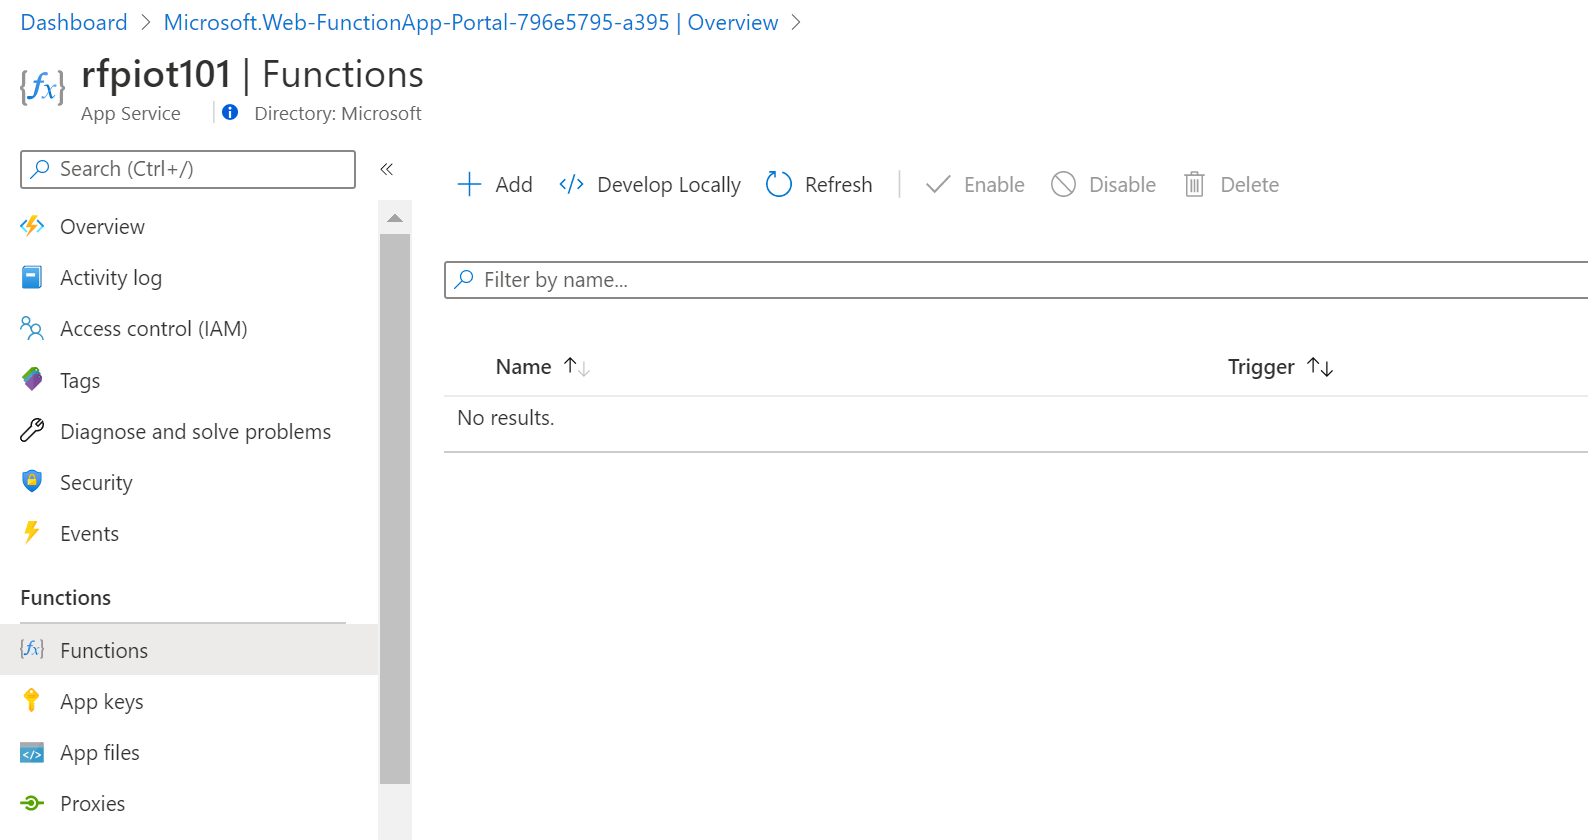 Dashboard > Microsoft.Web-FunctionApp-Portal-796e5795-a395 | Overview >
rfpiot101 | Functions
App Service
Directory: Microsoft
Search (Ctrl+/)
«
Overview
Activity log
Access control (IAM)
Tags
Diagnose and solve problems
Security
Events
Functions
Functions
App keys
App files
Proxies
Add
Develop Locally
Refresh
Enable
Disable
Delete
Filter by name...
Name ↑↓
Trigger ↑↓
No results.